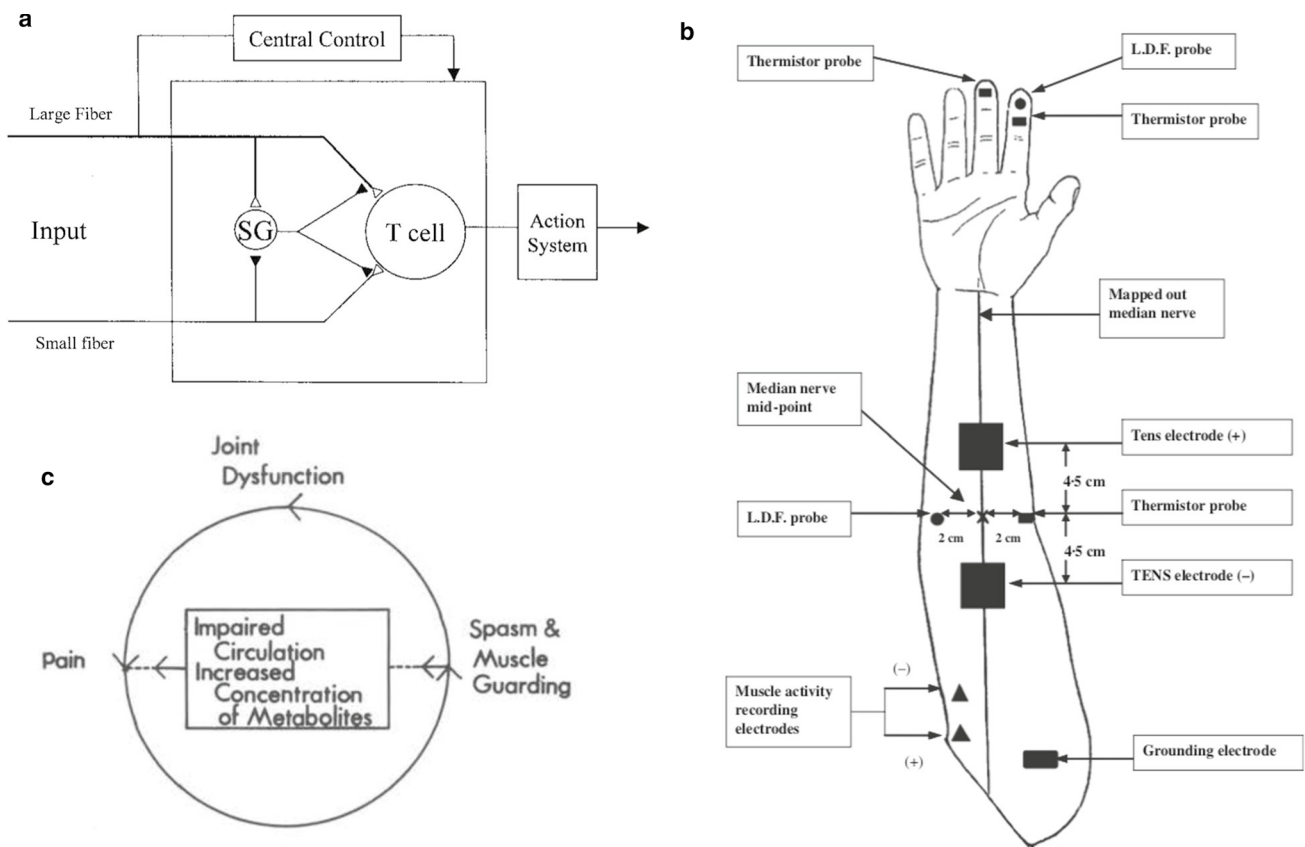 a
Central Control
Large Fiber
Input
SG
T cell
Action
System
Small fiber
b
Thermistor probe
L.D.F. probe
Thermistor probe
Mapped out
median nerve
Median nerve
mid-point
Tens electrode (+)
4·5 cm
L.D.F. probe
2 cm
2 cm
Thermistor probe
4·5 cm
TENS electrode (–)
(–)
Muscle activity
recording
electrodes
(+)
Grounding electrode
c
Joint
Dysfunction
Pain
Impaired
Circulation
Increased
Concentration
of Metabolites
Spasm &
Muscle
Guarding